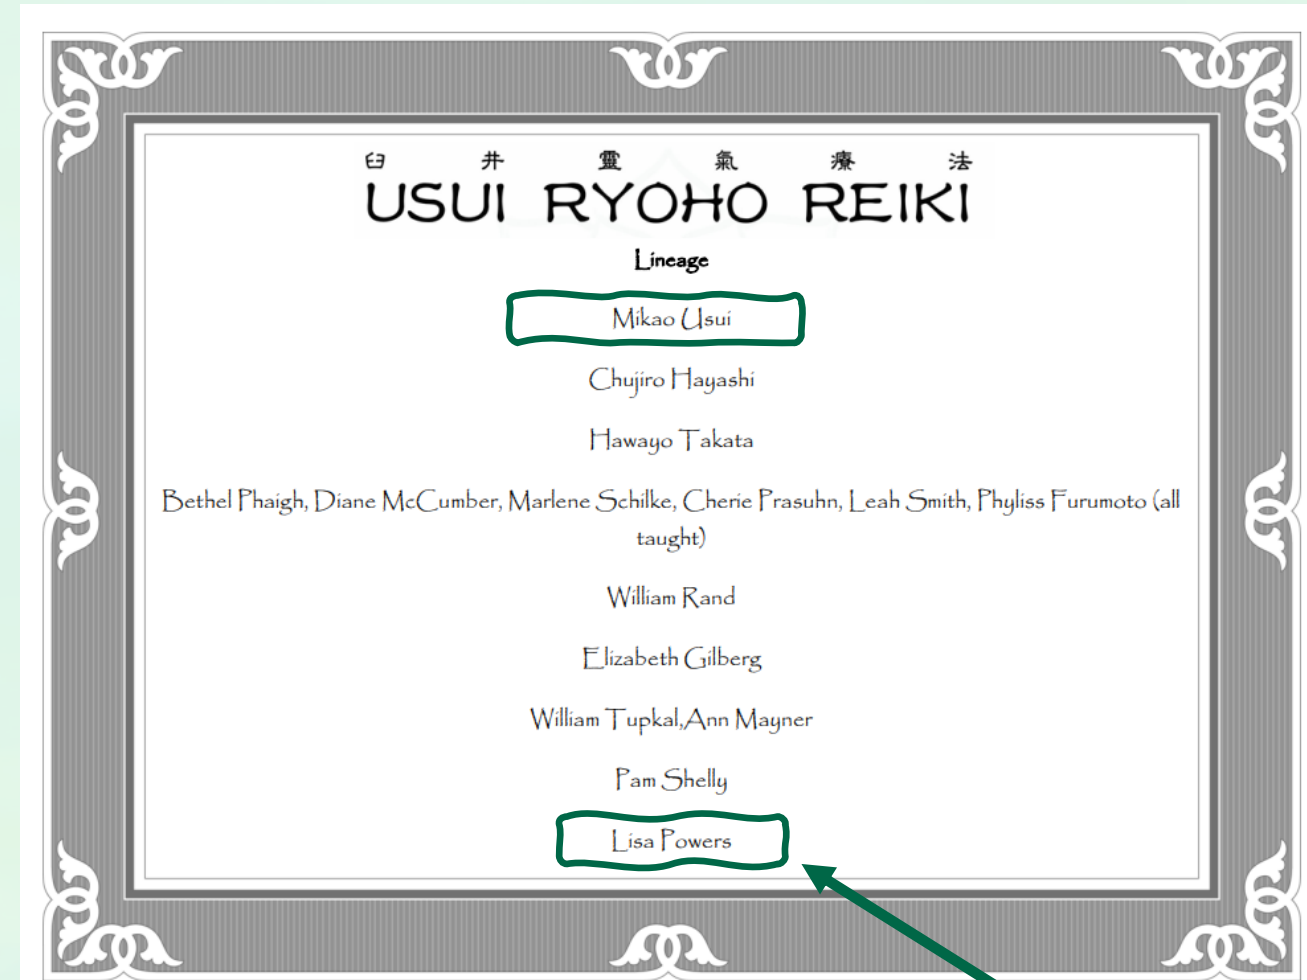 臼 井 靈 氣 療 法
USUI RYOHO REIKI
Lineage
Mikao Usui
Chujiro Hayashi
Hawayo Takata
Bethel Phaigh, Diane McCumber, Marlene Schilke, Cherie Prasuhn, Leah Smith, Phyliss Furumoto (all
taught)
William Rand
Elizabeth Gilberg
William Tupkal,Ann Mayner
Pam Shelly
Lisa Powers